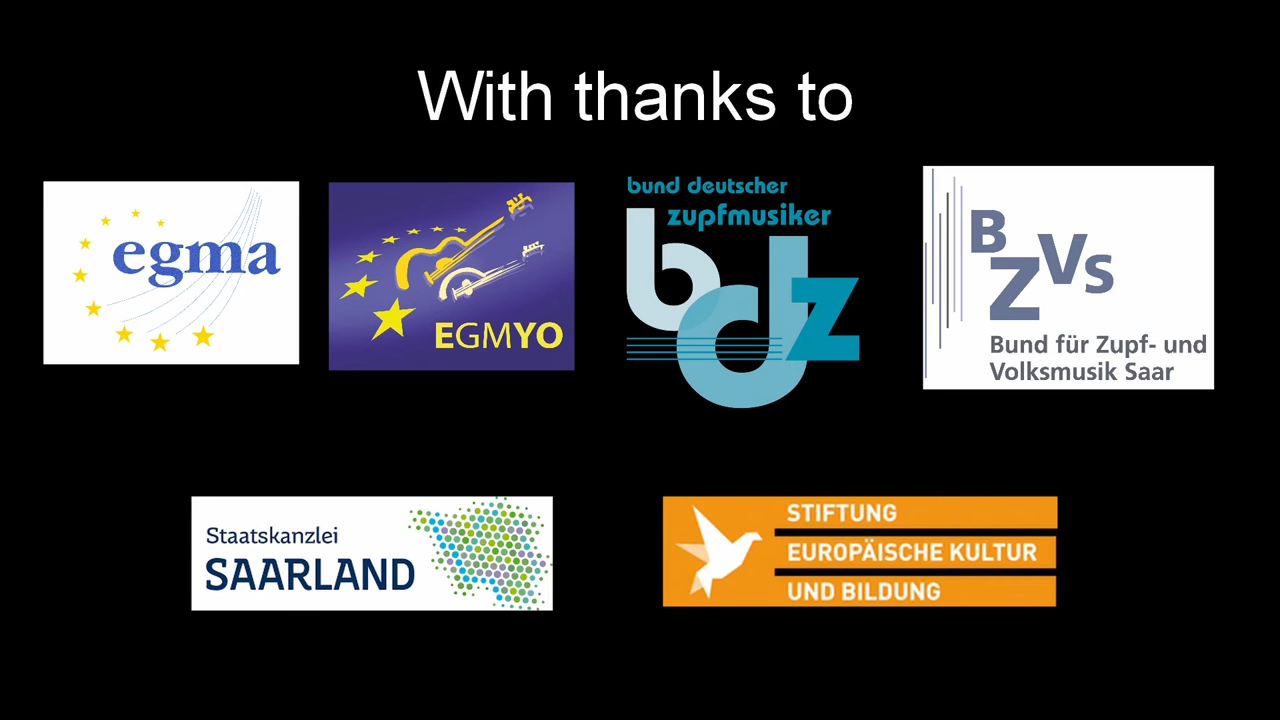 With thanks to
egma
EGMYO
bund deutscher
zupfmusiker
bdz
BZVS
Bund für Zupf- und
Volksmusik Saar
Staatskanzlei
SAARLAND
STIFTUNG
EUROPÄISCHE KULTUR
UND BILDUNG